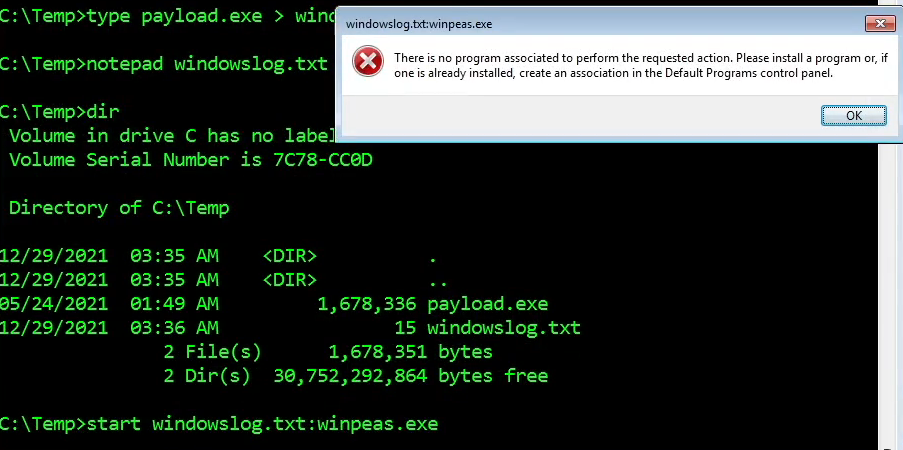 C:\Temp>type payload.exe > wind
windowslog.txt:winpeas.exe
There is no program associated to perform the requested action. Please install a program or, if
one is already installed, create an association in the Default Programs control panel.
OK
C:\Temp>notepad windowslog.txt
C:\Temp>dir
Volume in drive C has no label
Volume Serial Number is 7C78-CC0D
Directory of C:\Temp
12/29/2021 03:35 AM <DIR> .
12/29/2021 03:35 AM <DIR> ..
05/24/2021 01:49 AM 1,678,336 payload.exe
12/29/2021 03:36 AM 15 windowslog.txt
2 File(s) 1,678,351 bytes
2 Dir(s) 30,752,292,864 bytes free
C:\Temp>start windowslog.txt:winpeas.exe